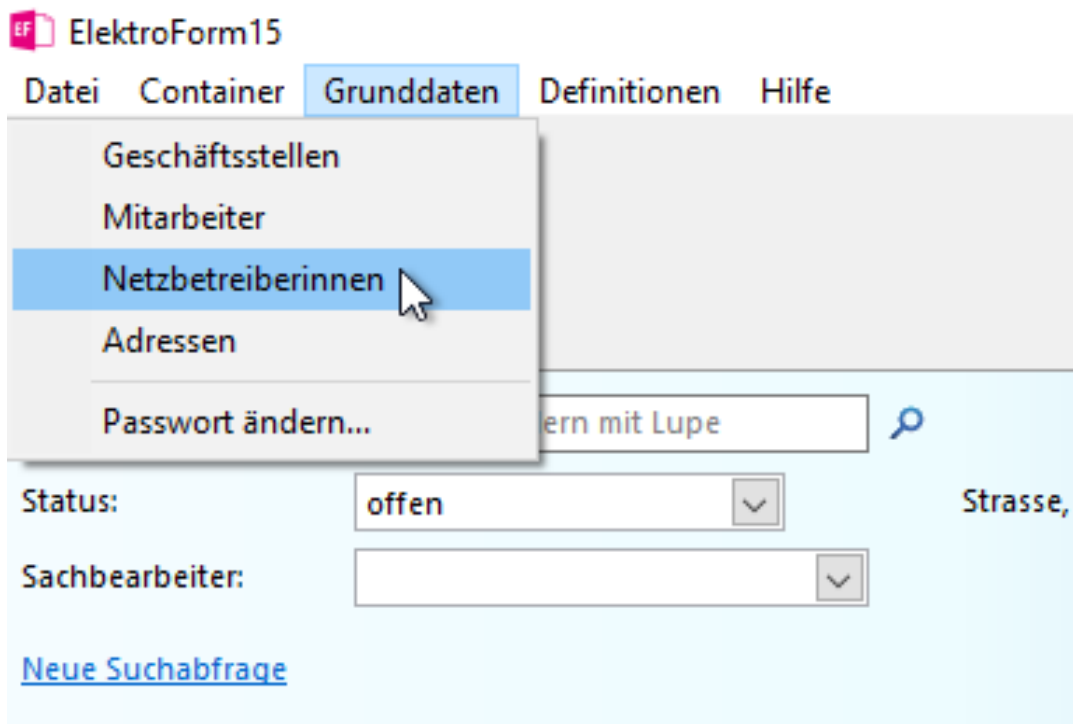 EF ElektroForm15
Datei Container Grunddaten Definitionen Hilfe
Geschäftsstellen
Mitarbeiter
Netzbetreiberinnen
Adressen
Passwort ändern...
mit Lupe
Status: offen Strasse,
Sachbearbeiter:
Neue Suchabfrage